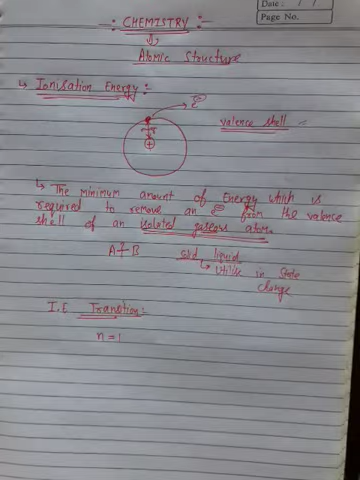 Date : / /
Page No.
-: CHEMISTRY :-
Atomic Structure
↳ Ionisation Energy :-
e⊖
valence shell
+
↳ The minimum amount of Energy which is
required to remove an e⊖ from the valence
shell of an isolated gaseous atom.
A + B solid liquid
↳ Utilise in State
change
I.E Transition:-
n = 1